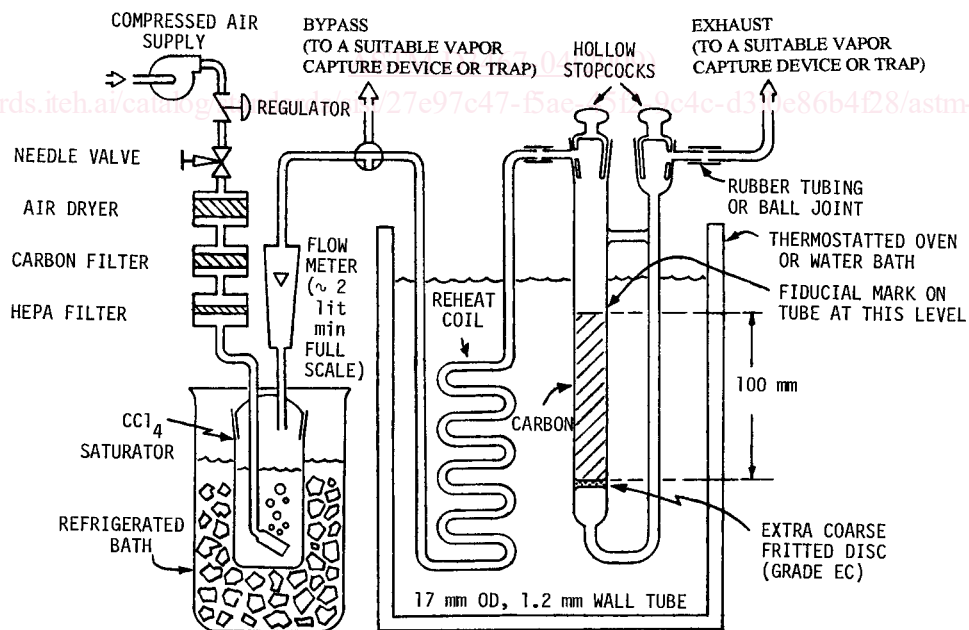 COMPRESSED AIR
SUPPLY
BYPASS
(TO A SUITABLE VAPOR
CAPTURE DEVICE OR TRAP)
HOLLOW
STOPCOCKS
EXHAUST
(TO A SUITABLE VAPOR
CAPTURE DEVICE OR TRAP)
REGULATOR
NEEDLE VALVE
AIR DRYER
CARBON FILTER
HEPA FILTER
FLOW
METER
(~ 2
lit
min
FULL
SCALE)
REHEAT
COIL
RUBBER TUBING
OR BALL JOINT
THERMOSTATTED OVEN
OR WATER BATH
FIDUCIAL MARK ON
TUBE AT THIS LEVEL
100 mm
CARBON
CCl4
SATURATOR
REFRIGERATED
BATH
EXTRA COARSE
FRITTED DISC
(GRADE EC)
17 mm OD, 1.2 mm WALL TUBE